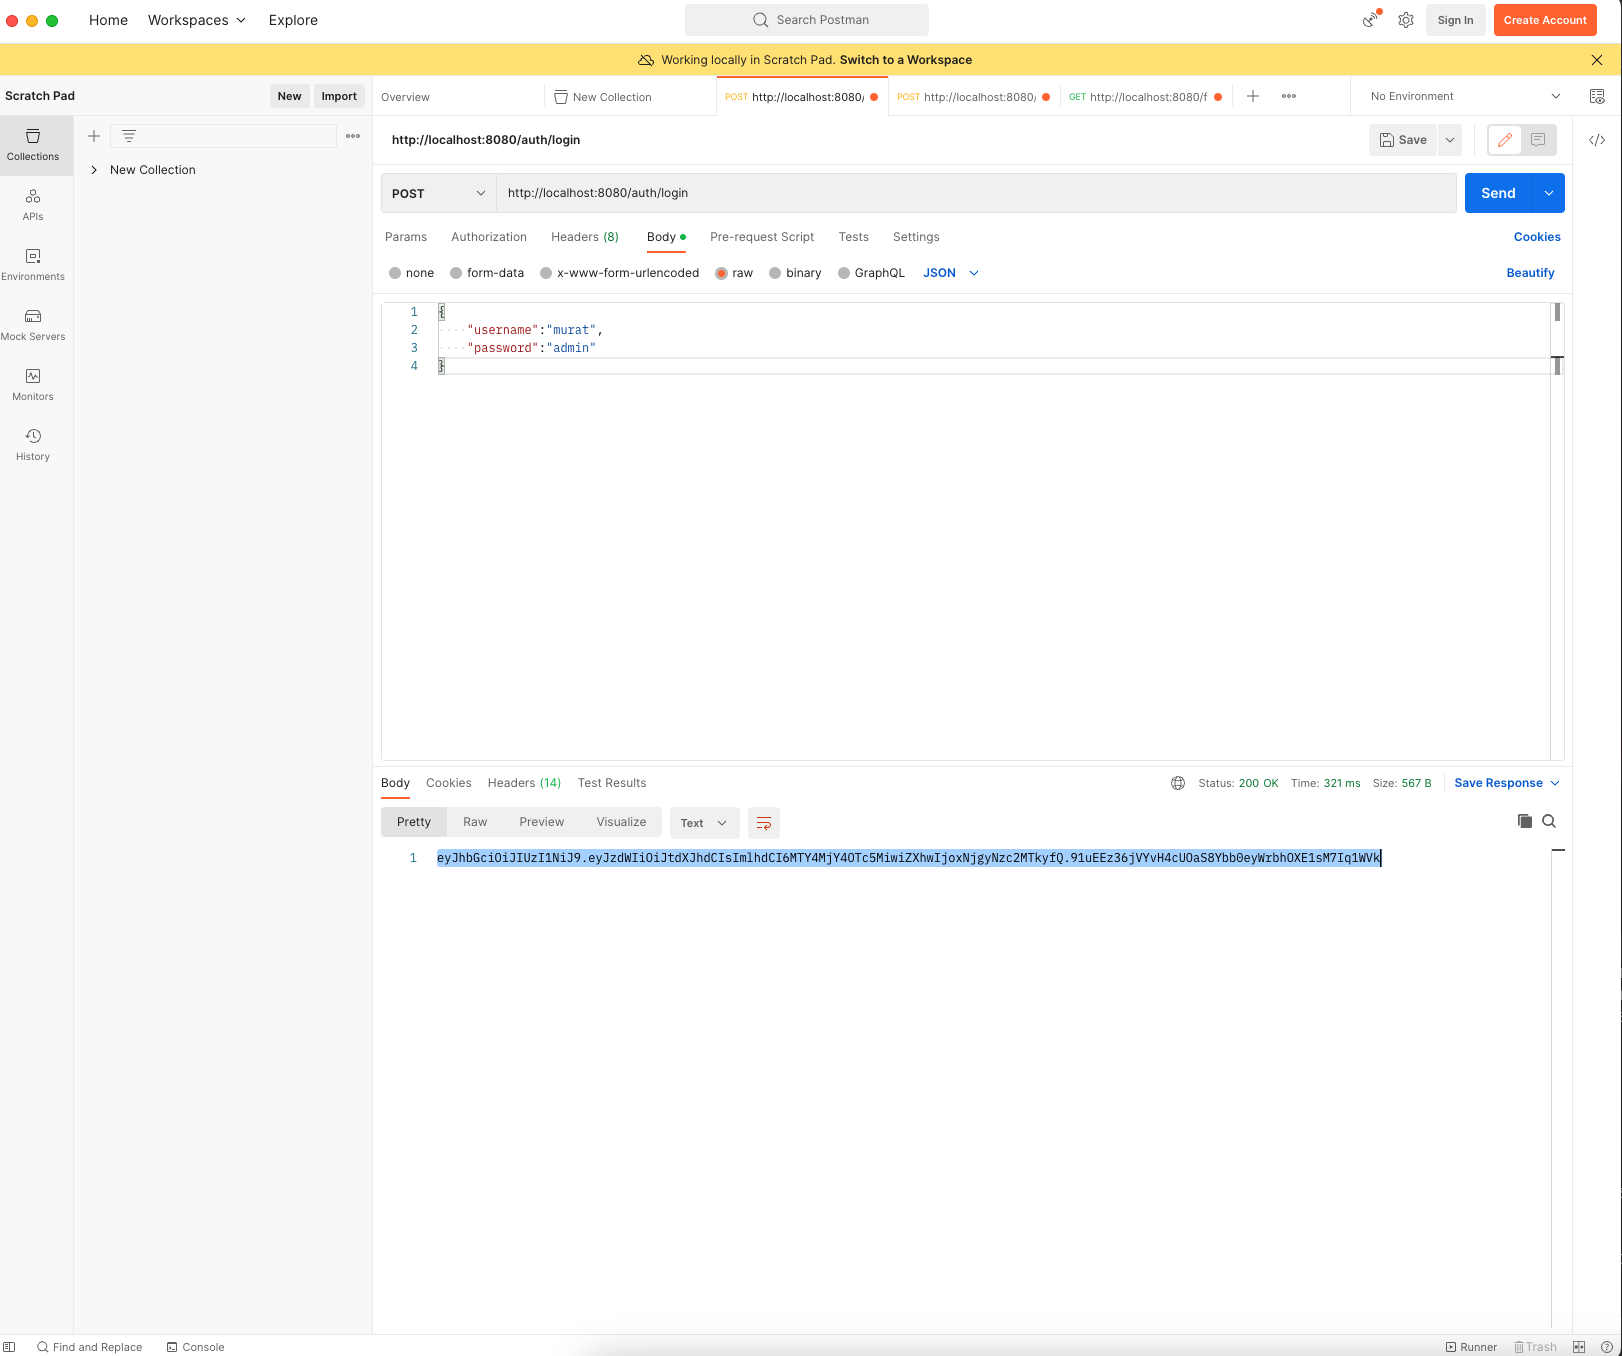 Home Workspaces Explore Search Postman Sign In Create Account
Working locally in Scratch Pad. Switch to a Workspace
Scratch Pad New Import
Overview New Collection POST http://localhost:8080/ POST http://localhost:8080/ GET http://localhost:8080/f No Environment
Collections
New Collection
APIs
Environments
Mock Servers
Monitors
History
http://localhost:8080/auth/login Save
POST http://localhost:8080/auth/login Send
Params Authorization Headers (8) Body Pre-request Script Tests Settings Cookies
none form-data x-www-form-urlencoded raw binary GraphQL JSON Beautify
1 {
2 "username":"murat",
3 "password":"admin"
4 }
Body Cookies Headers (14) Test Results Status: 200 OK Time: 321 ms Size: 567 B Save Response
Pretty Raw Preview Visualize Text
1 eyJhbGciOiJIUzI1NiJ9.eyJzdWIiOiJtdXJhdCIsImlhdCI6MTY4MjY4OTc5MiwiZXhwIjoxNjgyNzc2MTkyfQ.91uEEz36jVYvH4cUOaS8Ybb0eyWrbhOXE1sM7Iq1WVk
Find and Replace Console Runner Trash